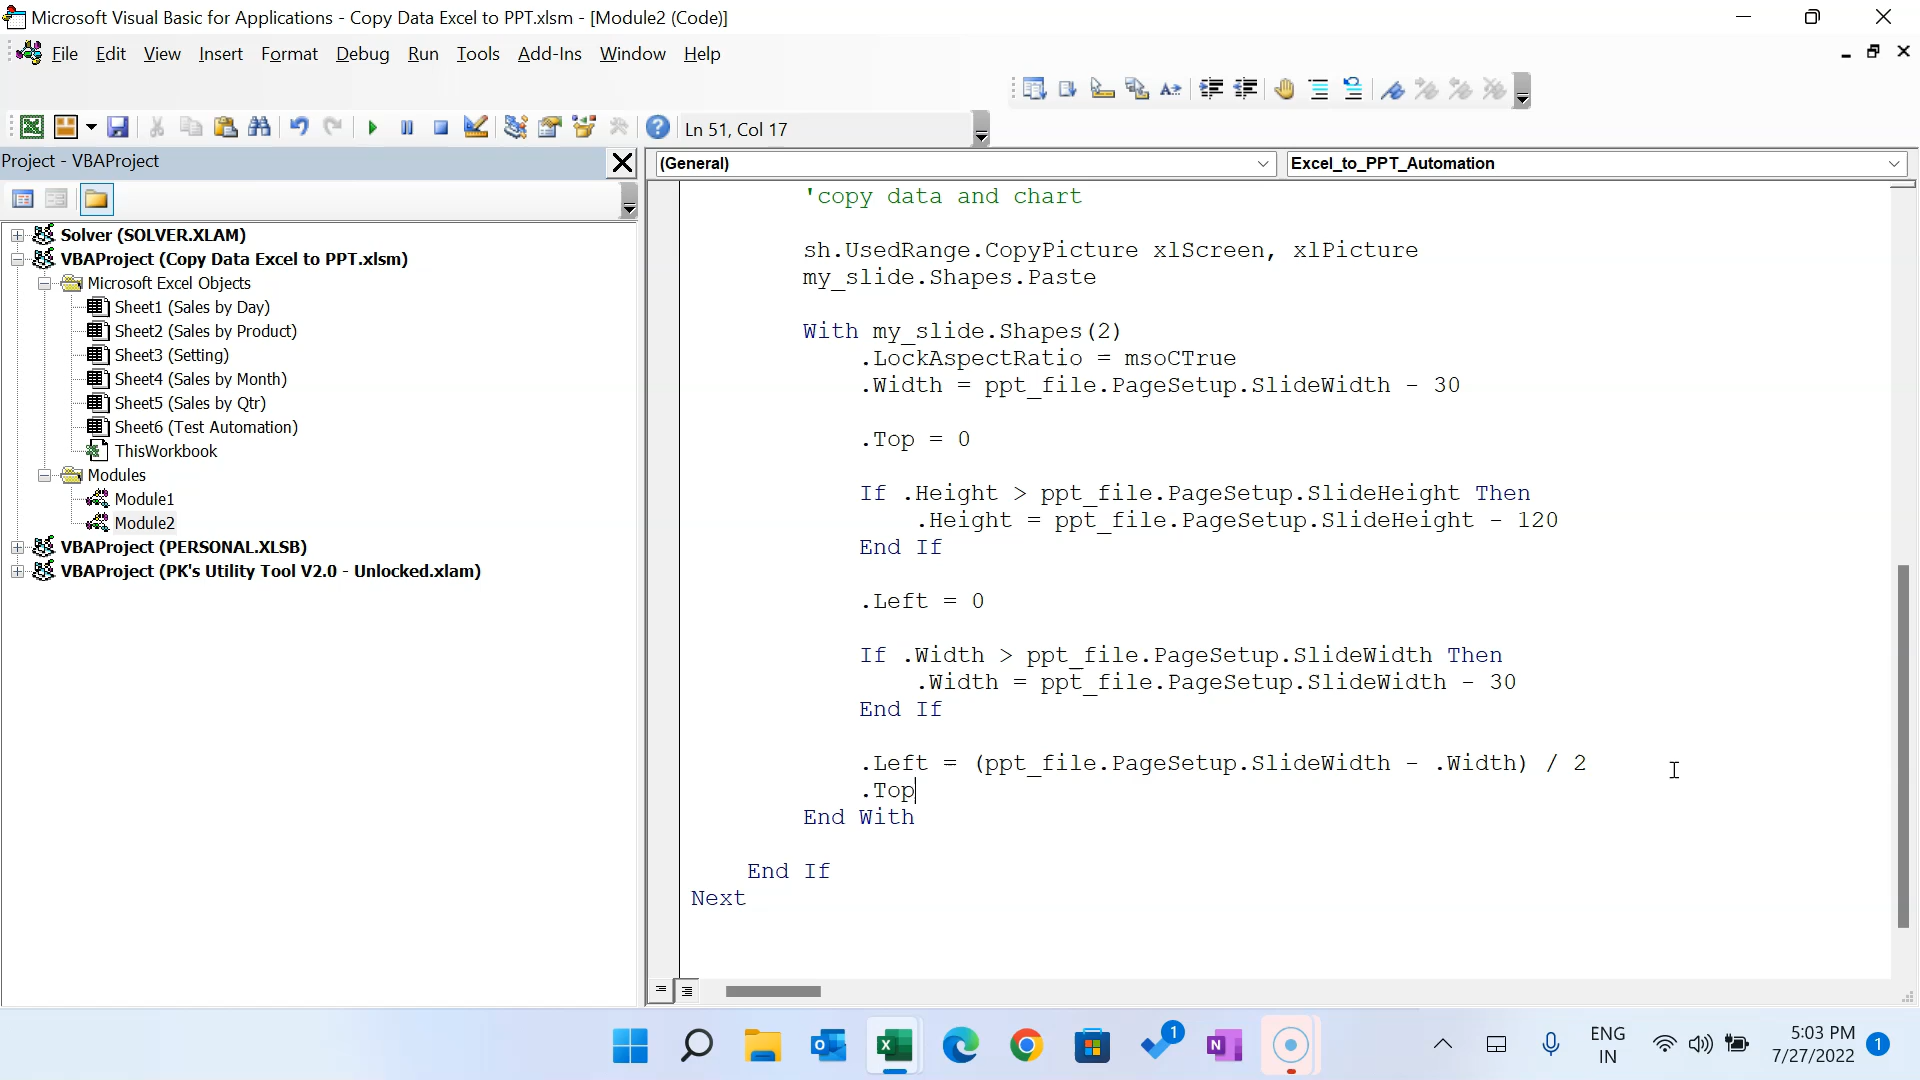 Microsoft Visual Basic for Applications - Copy Data Excel to PPT.xlsm - [Module2 (Code)]
File Edit View Insert Format Debug Run Tools Add-Ins Window Help
Ln 51, Col 17
Project - VBAProject
(General)
Excel_to_PPT_Automation
Solver (SOLVER.XLAM)
VBAProject (Copy Data Excel to PPT.xlsm)
Microsoft Excel Objects
Sheet1 (Sales by Day)
Sheet2 (Sales by Product)
Sheet3 (Setting)
Sheet4 (Sales by Month)
Sheet5 (Sales by Qtr)
Sheet6 (Test Automation)
ThisWorkbook
Modules
Module1
Module2
VBAProject (PERSONAL.XLSB)
VBAProject (PK's Utility Tool V2.0 - Unlocked.xlam)
'copy data and chart
sh.UsedRange.CopyPicture xlScreen, xlPicture
my_slide.Shapes.Paste
With my_slide.Shapes(2)
.LockAspectRatio = msoCTrue
.Width = ppt_file.PageSetup.SlideWidth - 30
.Top = 0
If .Height > ppt_file.PageSetup.SlideHeight Then
.Height = ppt_file.PageSetup.SlideHeight - 120
End If
.Left = 0
If .Width > ppt_file.PageSetup.SlideWidth Then
.Width = ppt_file.PageSetup.SlideWidth - 30
End If
.Left = (ppt_file.PageSetup.SlideWidth - .Width) / 2
.Top
End With
End If
Next
1
ENG
IN
5:03 PM
7/27/2022
1